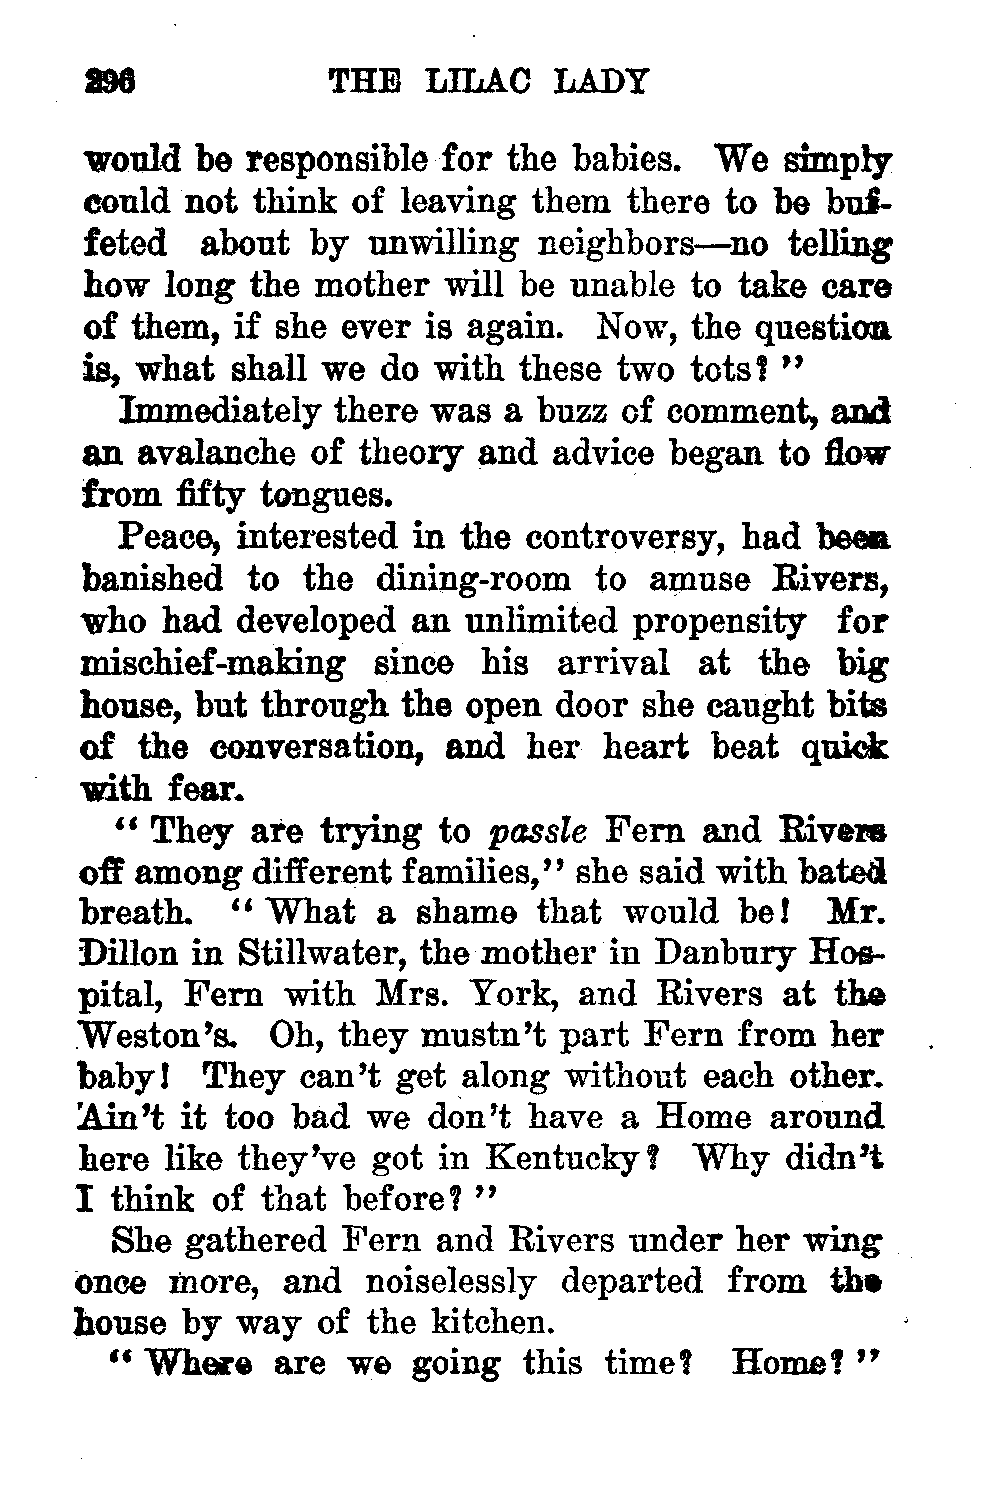 296 THE LILAC LADY
would be responsible for the babies. We simply
could not think of leaving them there to be buf-
feted about by unwilling neighbors—no telling
how long the mother will be unable to take care
of them, if she ever is again. Now, the question
is, what shall we do with these two tots? "
Immediately there was a buzz of comment, and
an avalanche of theory and advice began to flow
from fifty tongues.
Peace, interested in the controversy, had been
banished to the dining-room to amuse Rivers,
who had developed an unlimited propensity for
mischief-making since his arrival at the big
house, but through the open door she caught bits
of the conversation, and her heart beat quick
with fear.
" They are trying to passle Fern and Rivers
off among different families," she said with bated
breath. " What a shame that would be! Mr.
Dillon in Stillwater, the mother in Danbury Hos-
pital, Fern with Mrs. York, and Rivers at the
Weston's. Oh, they mustn't part Fern from her
baby! They can't get along without each other.
Ain't it too bad we don't have a Home around
here like they've got in Kentucky? Why didn't
I think of that before? "
She gathered Fern and Rivers under her wing
once more, and noiselessly departed from the
house by way of the kitchen.
" Where are we going this time? Home? "